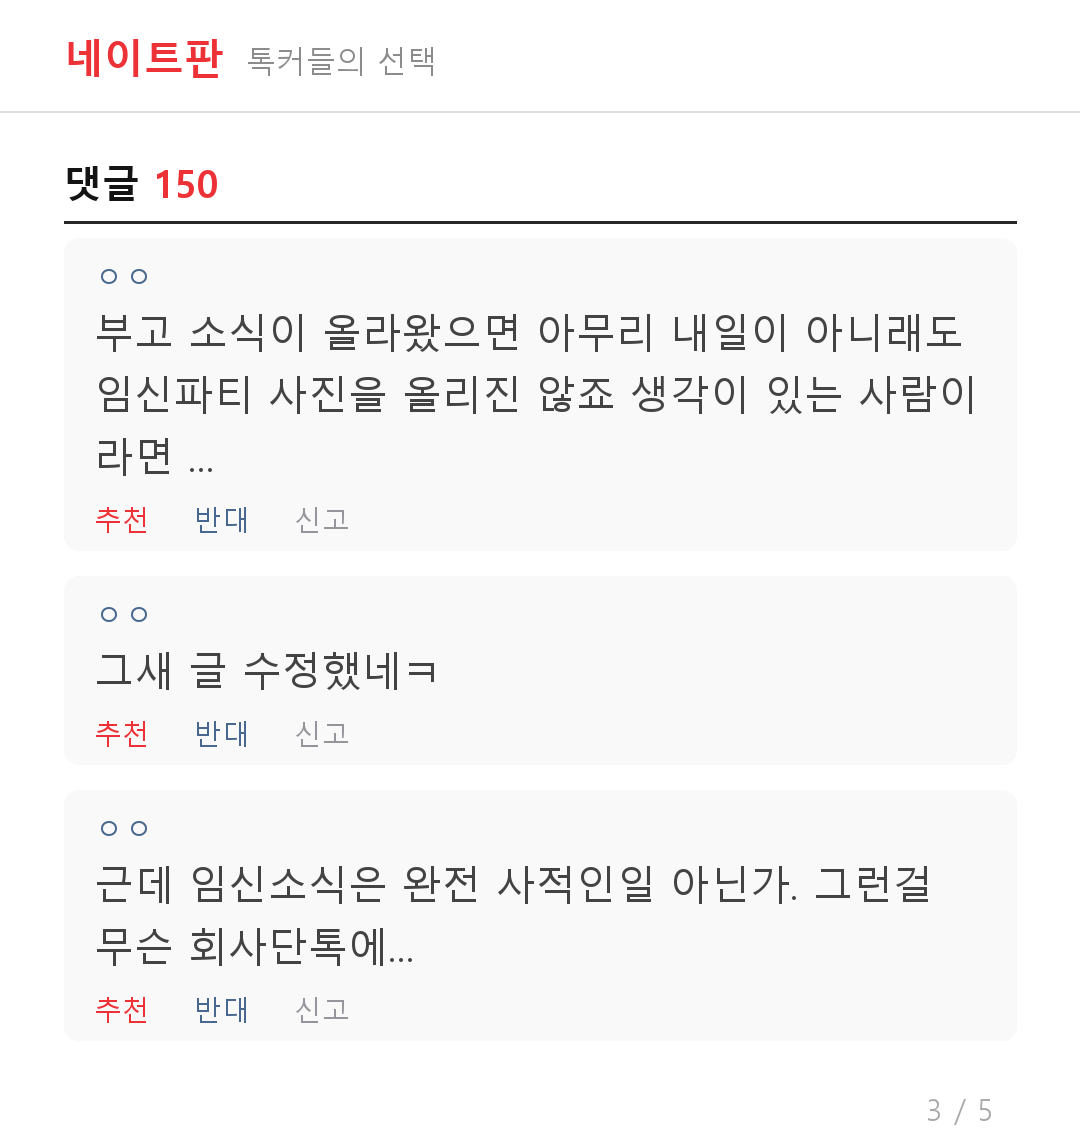 네이트판 톡커들의 선택
댓글 150
ㅇㅇ
부고 소식이 올라왔으면 아무리 내일이 아니래도
임신파티 사진을 올리진 않죠 생각이 있는 사람이
라면 ...
추천 반대 신고
ㅇㅇ
그새 글 수정했네ㅋ
추천 반대 신고
ㅇㅇ
근데 임신소식은 완전 사적인일 아닌가. 그런걸
무슨 회사단톡에...
추천 반대 신고
3 / 5